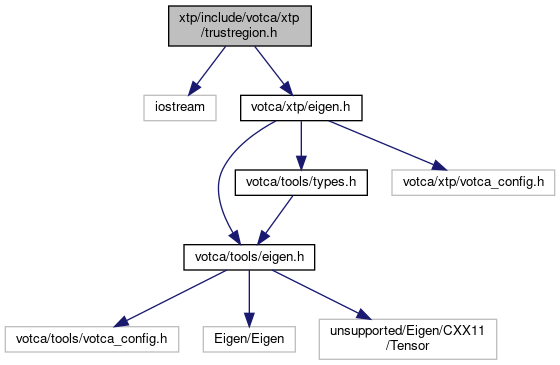 xtp/include/votca/xtp
/trustregion.h
iostream
votca/xtp/eigen.h
votca/tools/types.h
votca/xtp/votca_config.h
votca/tools/eigen.h
votca/tools/votca_config.h
Eigen/Eigen
unsupported/Eigen/CXX11
/Tensor